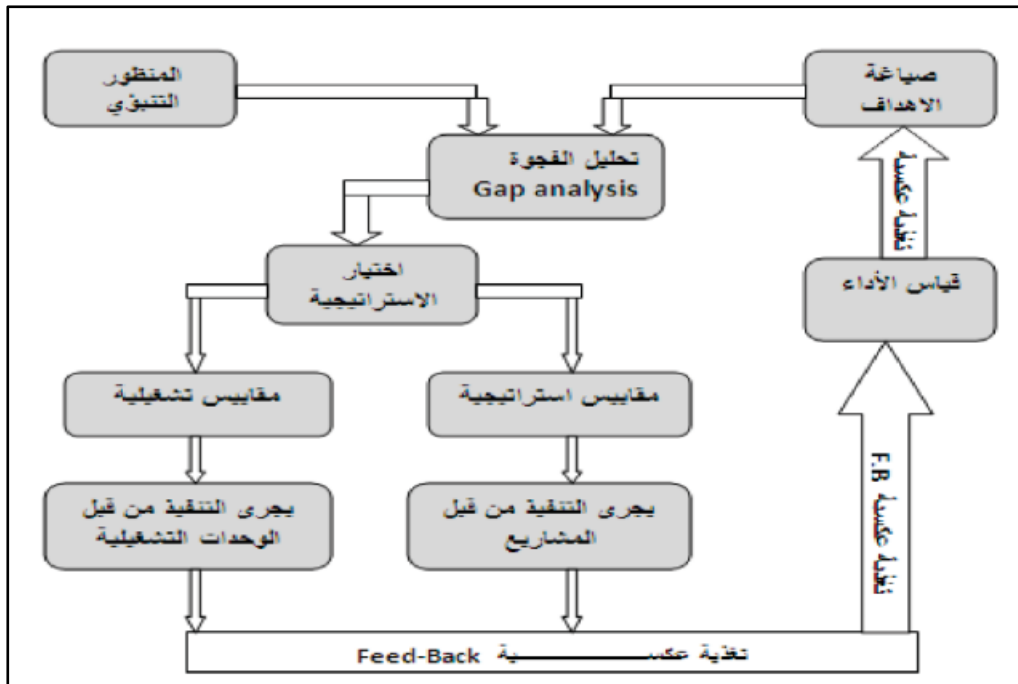 صياغة
الاهداف
المنظور
التنبؤي
تحليل الفجوة
Gap analysis
تغذية عكسية
اختيار
الاستراتيجية
قياس الأداء
مقاييس استراتيجية
مقاييس تشغيلية
يجرى التنفيذ من قبل
المشاريع
يجرى التنفيذ من قبل
الوحدات التشغيلية
تغذية عكسية F.B
تغذية عكســـــــــــية Feed-Back